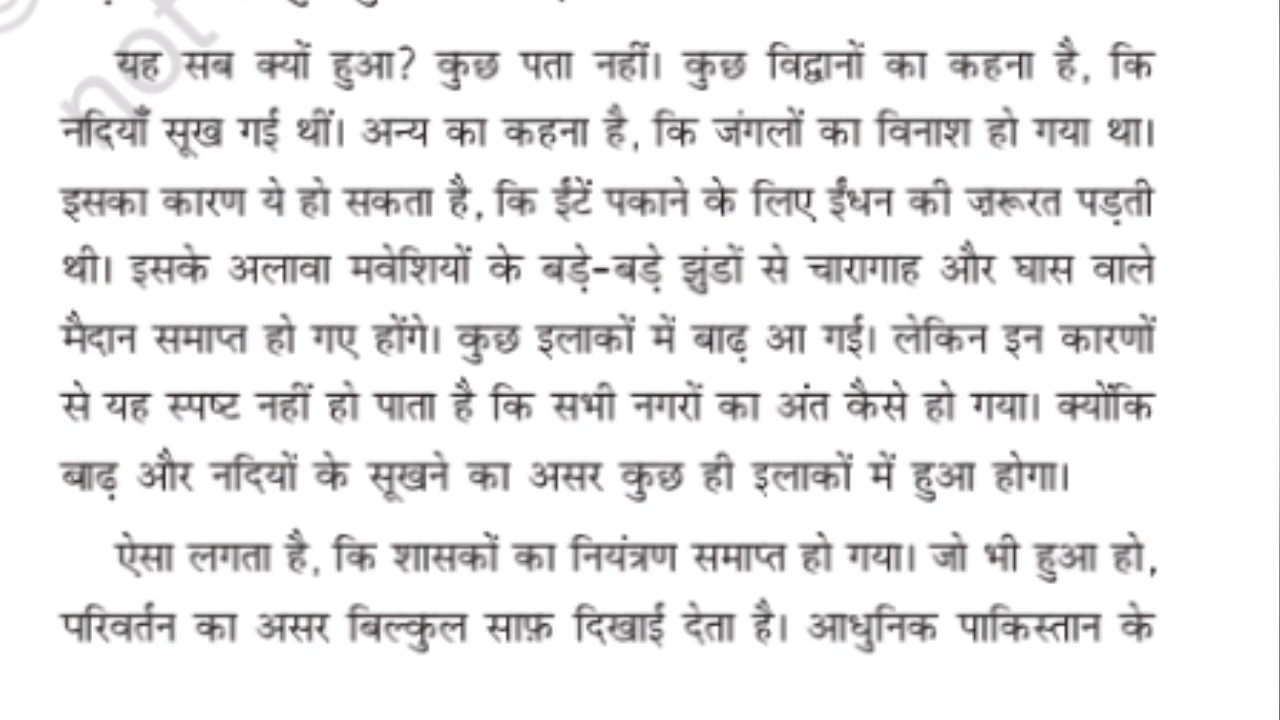 not
यह सब क्यों हुआ? कुछ पता नहीं। कुछ विद्वानों का कहना है, कि
नदियाँ सूख गई थीं। अन्य का कहना है, कि जंगलों का विनाश हो गया था।
इसका कारण ये हो सकता है, कि ईंटें पकाने के लिए ईंधन की ज़रूरत पड़ती
थी। इसके अलावा मवेशियों के बड़े-बड़े झुंडों से चारागाह और घास वाले
मैदान समाप्त हो गए होंगे। कुछ इलाकों में बाढ़ आ गई। लेकिन इन कारणों
से यह स्पष्ट नहीं हो पाता है कि सभी नगरों का अंत कैसे हो गया। क्योंकि
बाढ़ और नदियों के सूखने का असर कुछ ही इलाकों में हुआ होगा।
ऐसा लगता है, कि शासकों का नियंत्रण समाप्त हो गया। जो भी हुआ हो,
परिवर्तन का असर बिल्कुल साफ़ दिखाई देता है। आधुनिक पाकिस्तान के